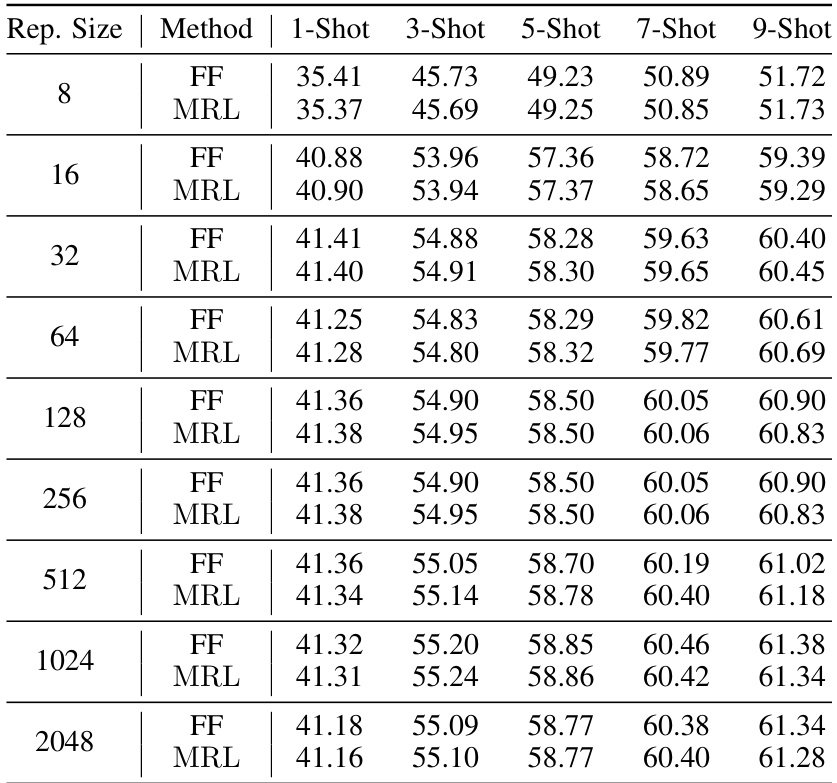 Rep. Size Method 1-Shot 3-Shot 5-Shot 7-Shot 9-Shot
8 FF 35.41 45.73 49.23 50.89 51.72
MRL 35.37 45.69 49.25 50.85 51.73
16 FF 40.88 53.96 57.36 58.72 59.39
MRL 40.90 53.94 57.37 58.65 59.29
32 FF 41.41 54.88 58.28 59.63 60.40
MRL 41.40 54.91 58.30 59.65 60.45
64 FF 41.25 54.83 58.29 59.82 60.61
MRL 41.28 54.80 58.32 59.77 60.69
128 FF 41.36 54.90 58.50 60.05 60.90
MRL 41.38 54.95 58.50 60.06 60.83
256 FF 41.36 54.90 58.50 60.05 60.90
MRL 41.38 54.95 58.50 60.06 60.83
512 FF 41.36 55.05 58.70 60.19 61.02
MRL 41.34 55.14 58.78 60.40 61.18
1024 FF 41.32 55.20 58.85 60.46 61.38
MRL 41.31 55.24 58.86 60.42 61.34
2048 FF 41.18 55.09 58.77 60.38 61.34
MRL 41.16 55.10 58.77 60.40 61.28